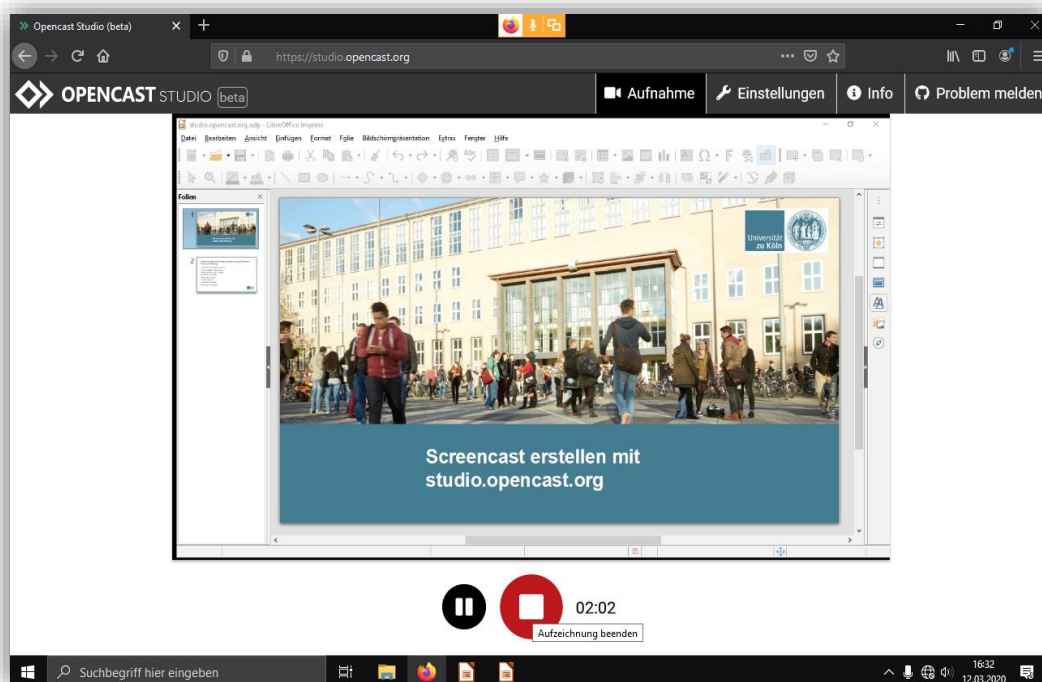 Opencast Studio (beta)
https://studio.opencast.org
OPENCAST STUDIO beta
Aufnahme
Einstellungen
Info
Problem melden
studio.opencast.org.odp - LibreOffice Impress
Datei Bearbeiten Ansicht Einfügen Format Folie Bildschirmpräsentation Extras Fenster Hilfe
Folien
1
2
Universität
zu Köln
Screencast erstellen mit
studio.opencast.org
02:02
Aufzeichnung beenden
Suchbegriff hier eingeben
16:32
12.03.2020